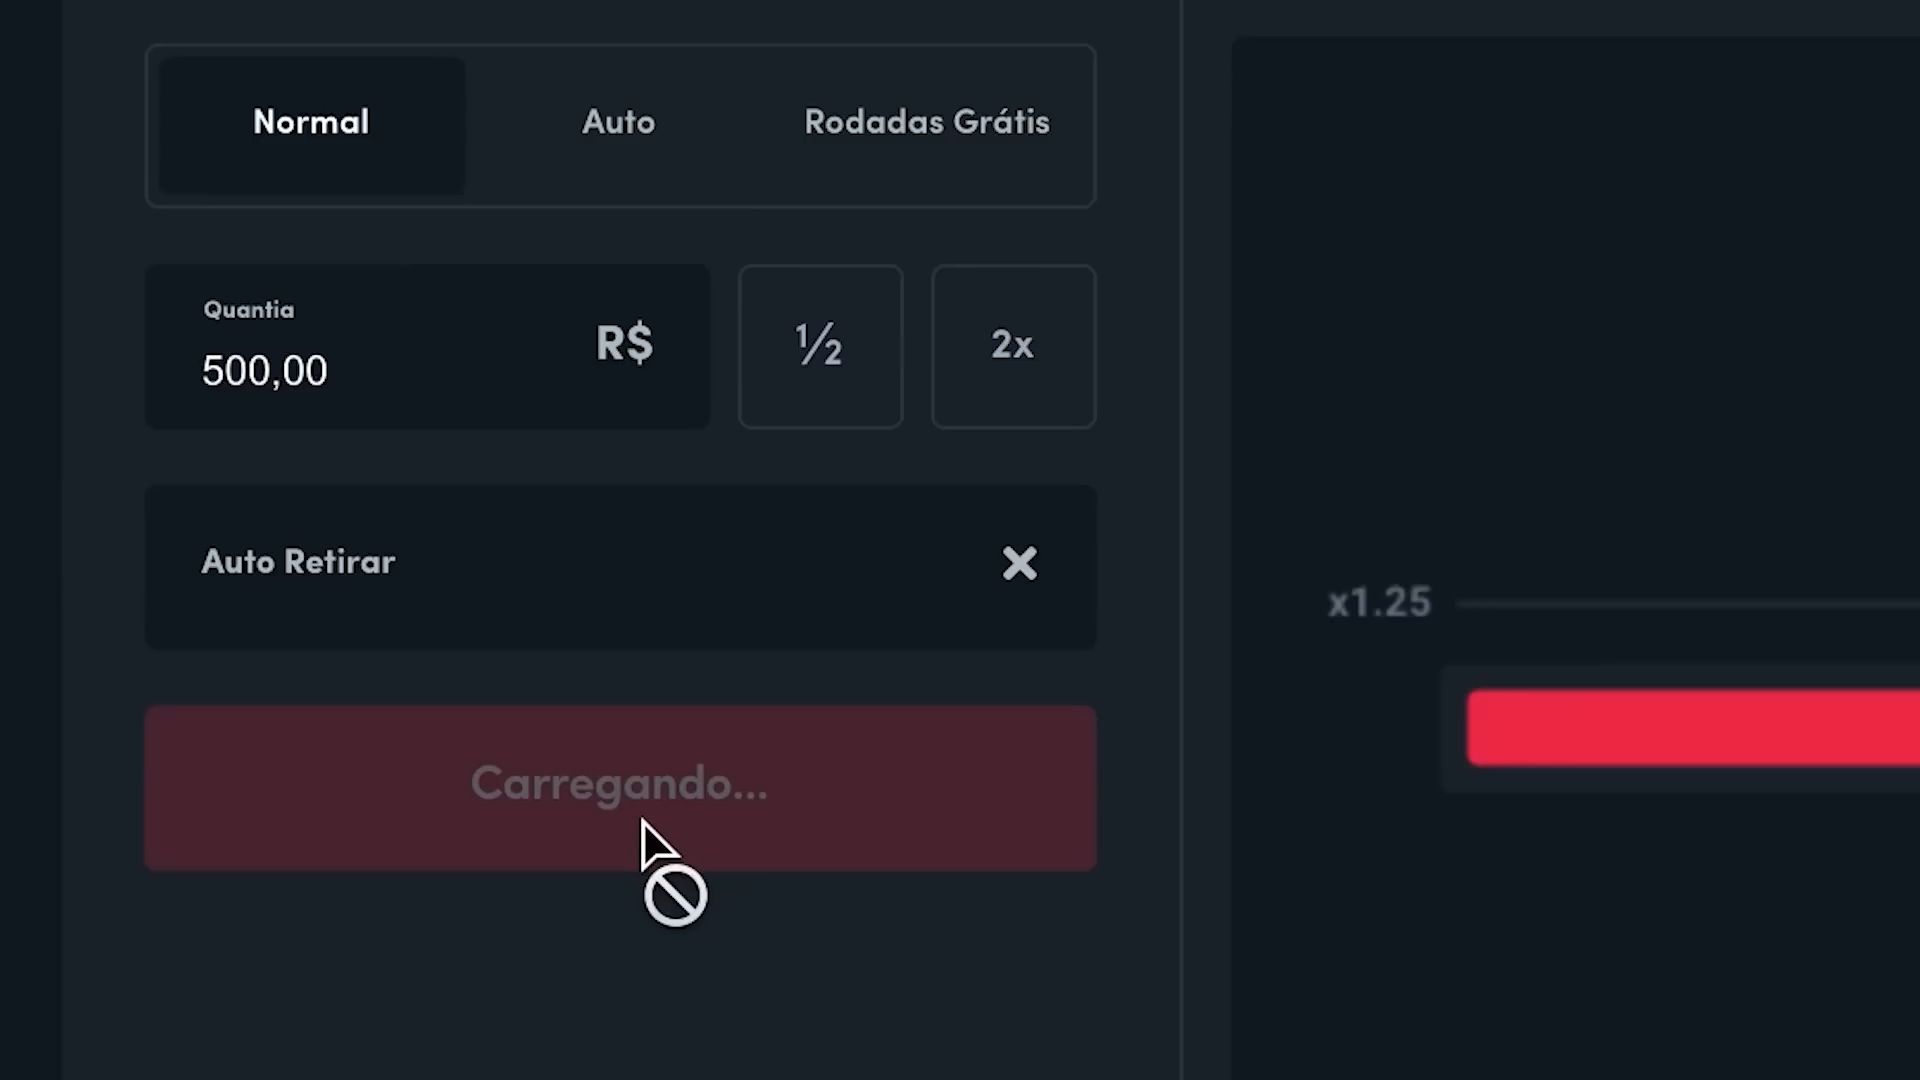 Normal
Auto
Rodadas Grátis
Quantia
500,00
R$
½
2x
Auto Retirar
x1.25
Carregando...